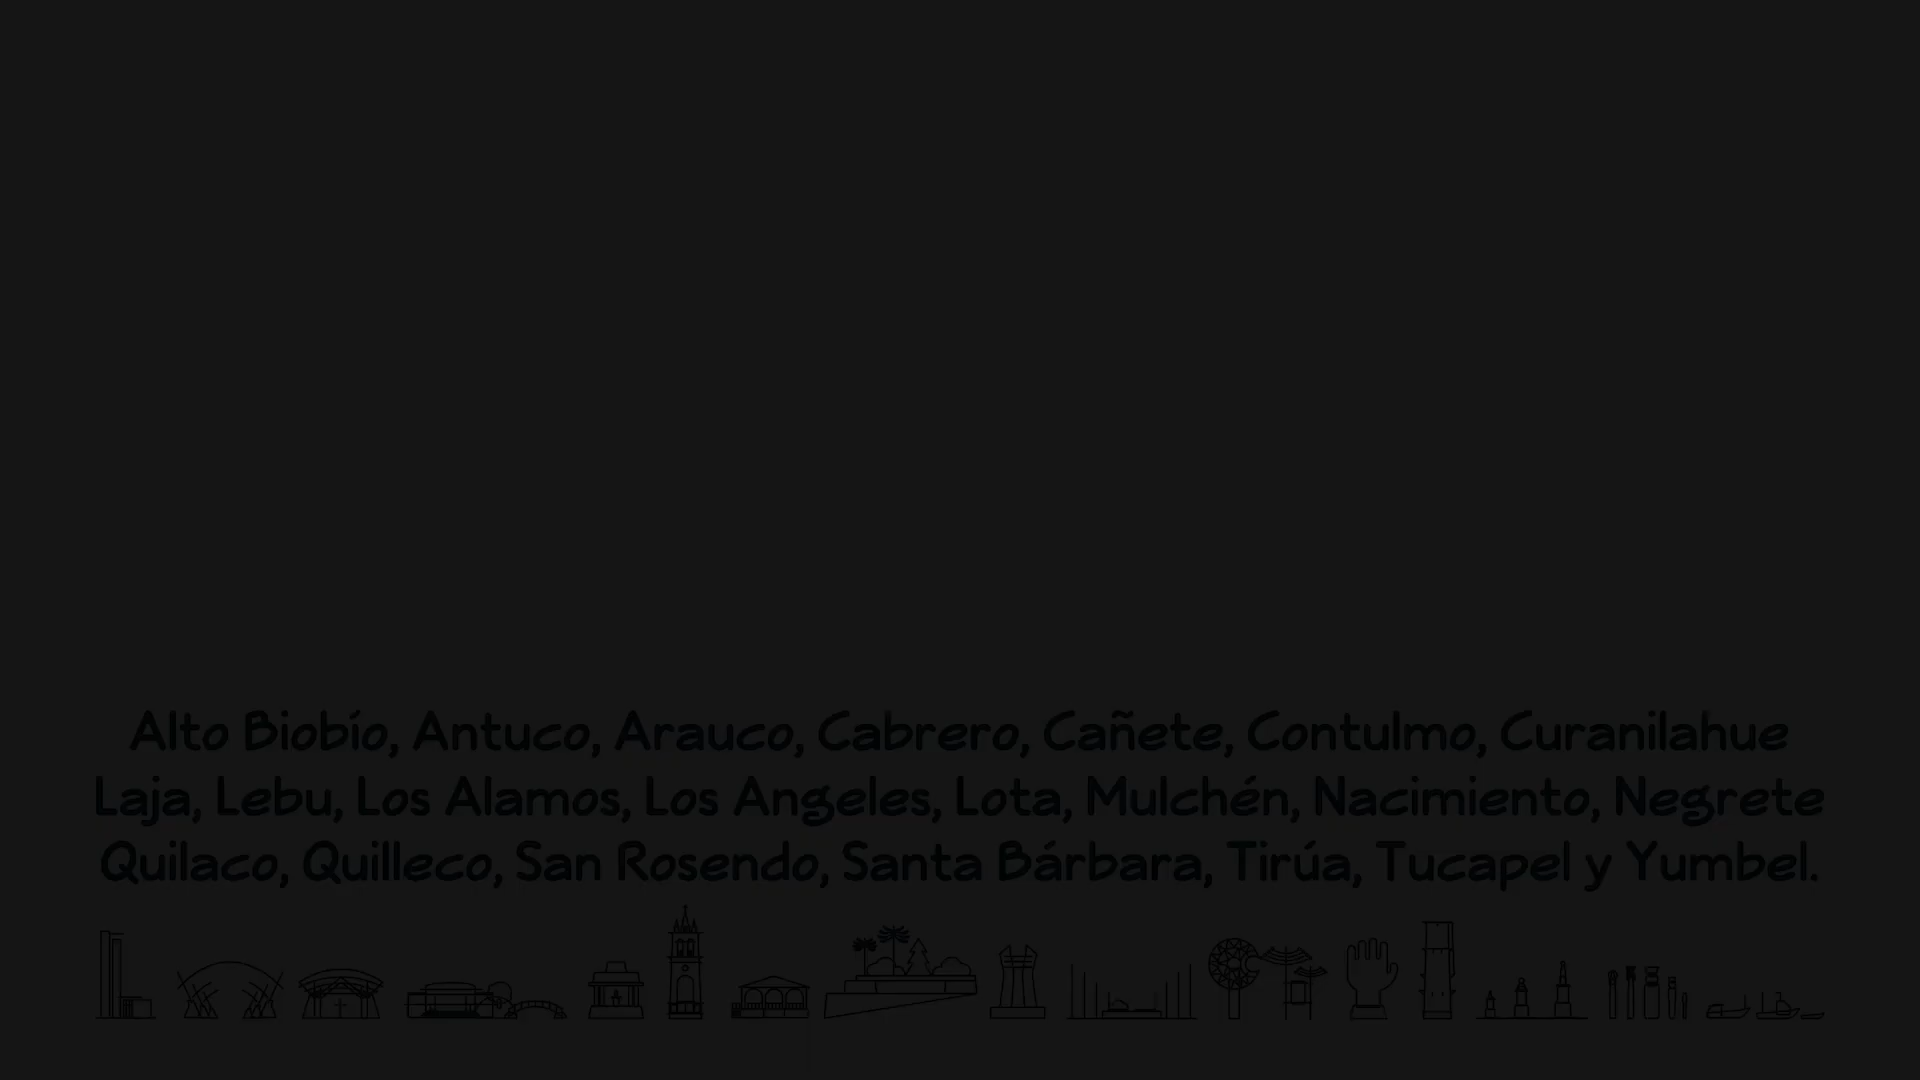 Alto Biobío, Antuco, Arauco, Cabrero, Cañete, Contulmo, Curanilahue
Laja, Lebu, Los Alamos, Los Angeles, Lota, Mulchén, Nacimiento, Negrete
Quilaco, Quilleco, San Rosendo, Santa Bárbara, Tirúa, Tucapel y Yumbel.